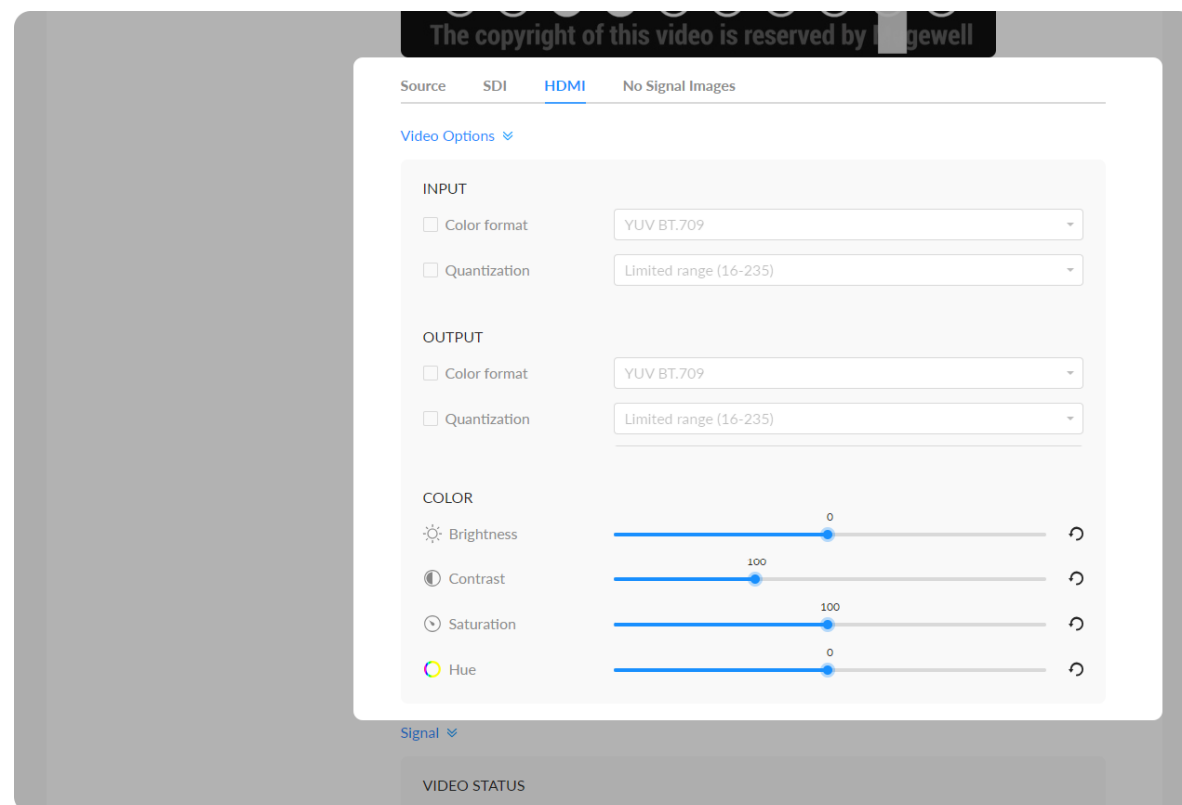 The copyright of this video is reserved by M gewell
Source SDI HDMI No Signal Images
Video Options
INPUT
Color format YUV BT.709
Quantization Limited range (16-235)
OUTPUT
Color format YUV BT.709
Quantization Limited range (16-235)
COLOR
0
Brightness
100
Contrast
100
Saturation
0
Hue
Signal
VIDEO STATUS